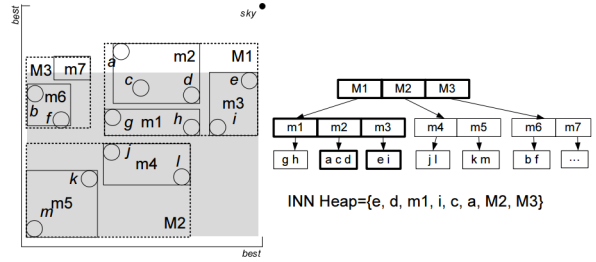 best
sky
M1
m2
a
c
d
e
m3
i
M3
m7
m6
b
f
g
m1
h
j
m4
l
k
m5
m
M2
best
M1 M2 M3
m1 m2 m3 m4 m5 m6 m7
g h a c d e i j l k m b f ...
INN Heap={e, d, m1, i, c, a, M2, M3}